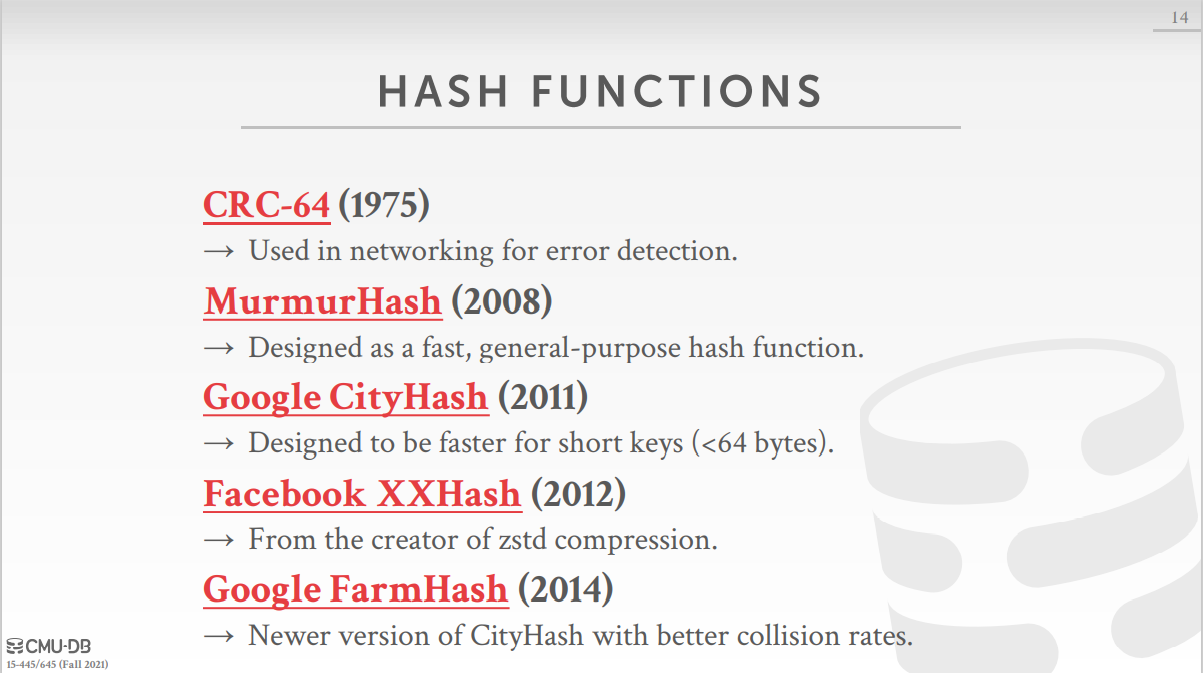 14
HASH FUNCTIONS
CRC-64 (1975)
→ Used in networking for error detection.
MurmurHash (2008)
→ Designed as a fast, general-purpose hash function.
Google CityHash (2011)
→ Designed to be faster for short keys (<64 bytes).
Facebook XXHash (2012)
→ From the creator of zstd compression.
Google FarmHash (2014)
→ Newer version of CityHash with better collision rates.
CMU·DB
15-445/645 (Fall 2021)